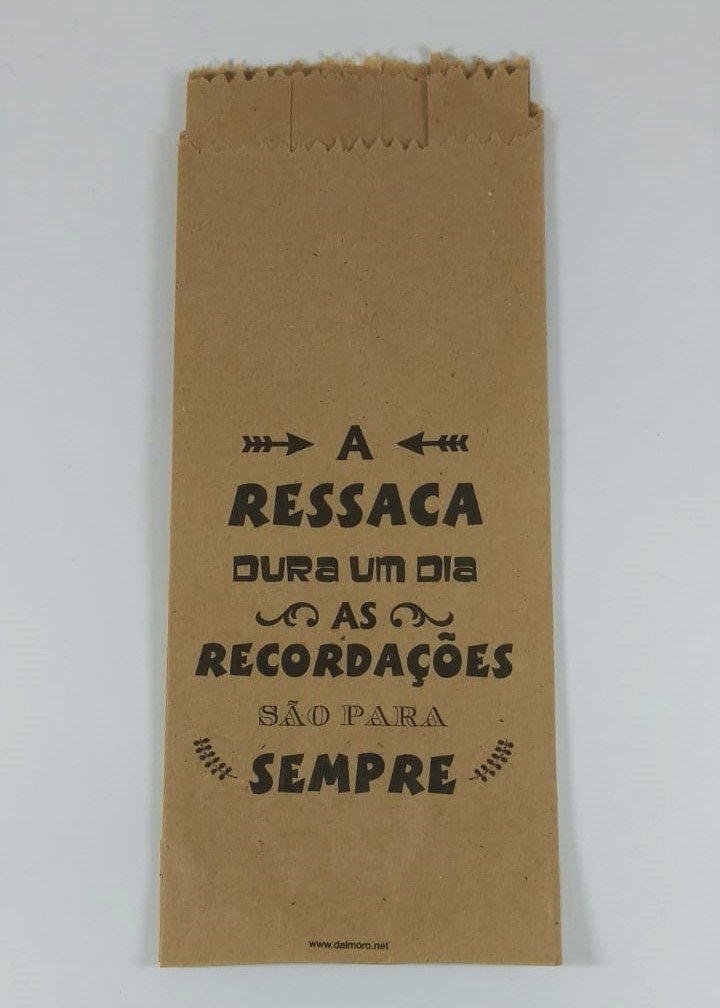 A
RESSACA
DURA UM DIA
AS
RECORDAÇÕES
SÃO PARA
SEMPRE
www.dalmoro.net